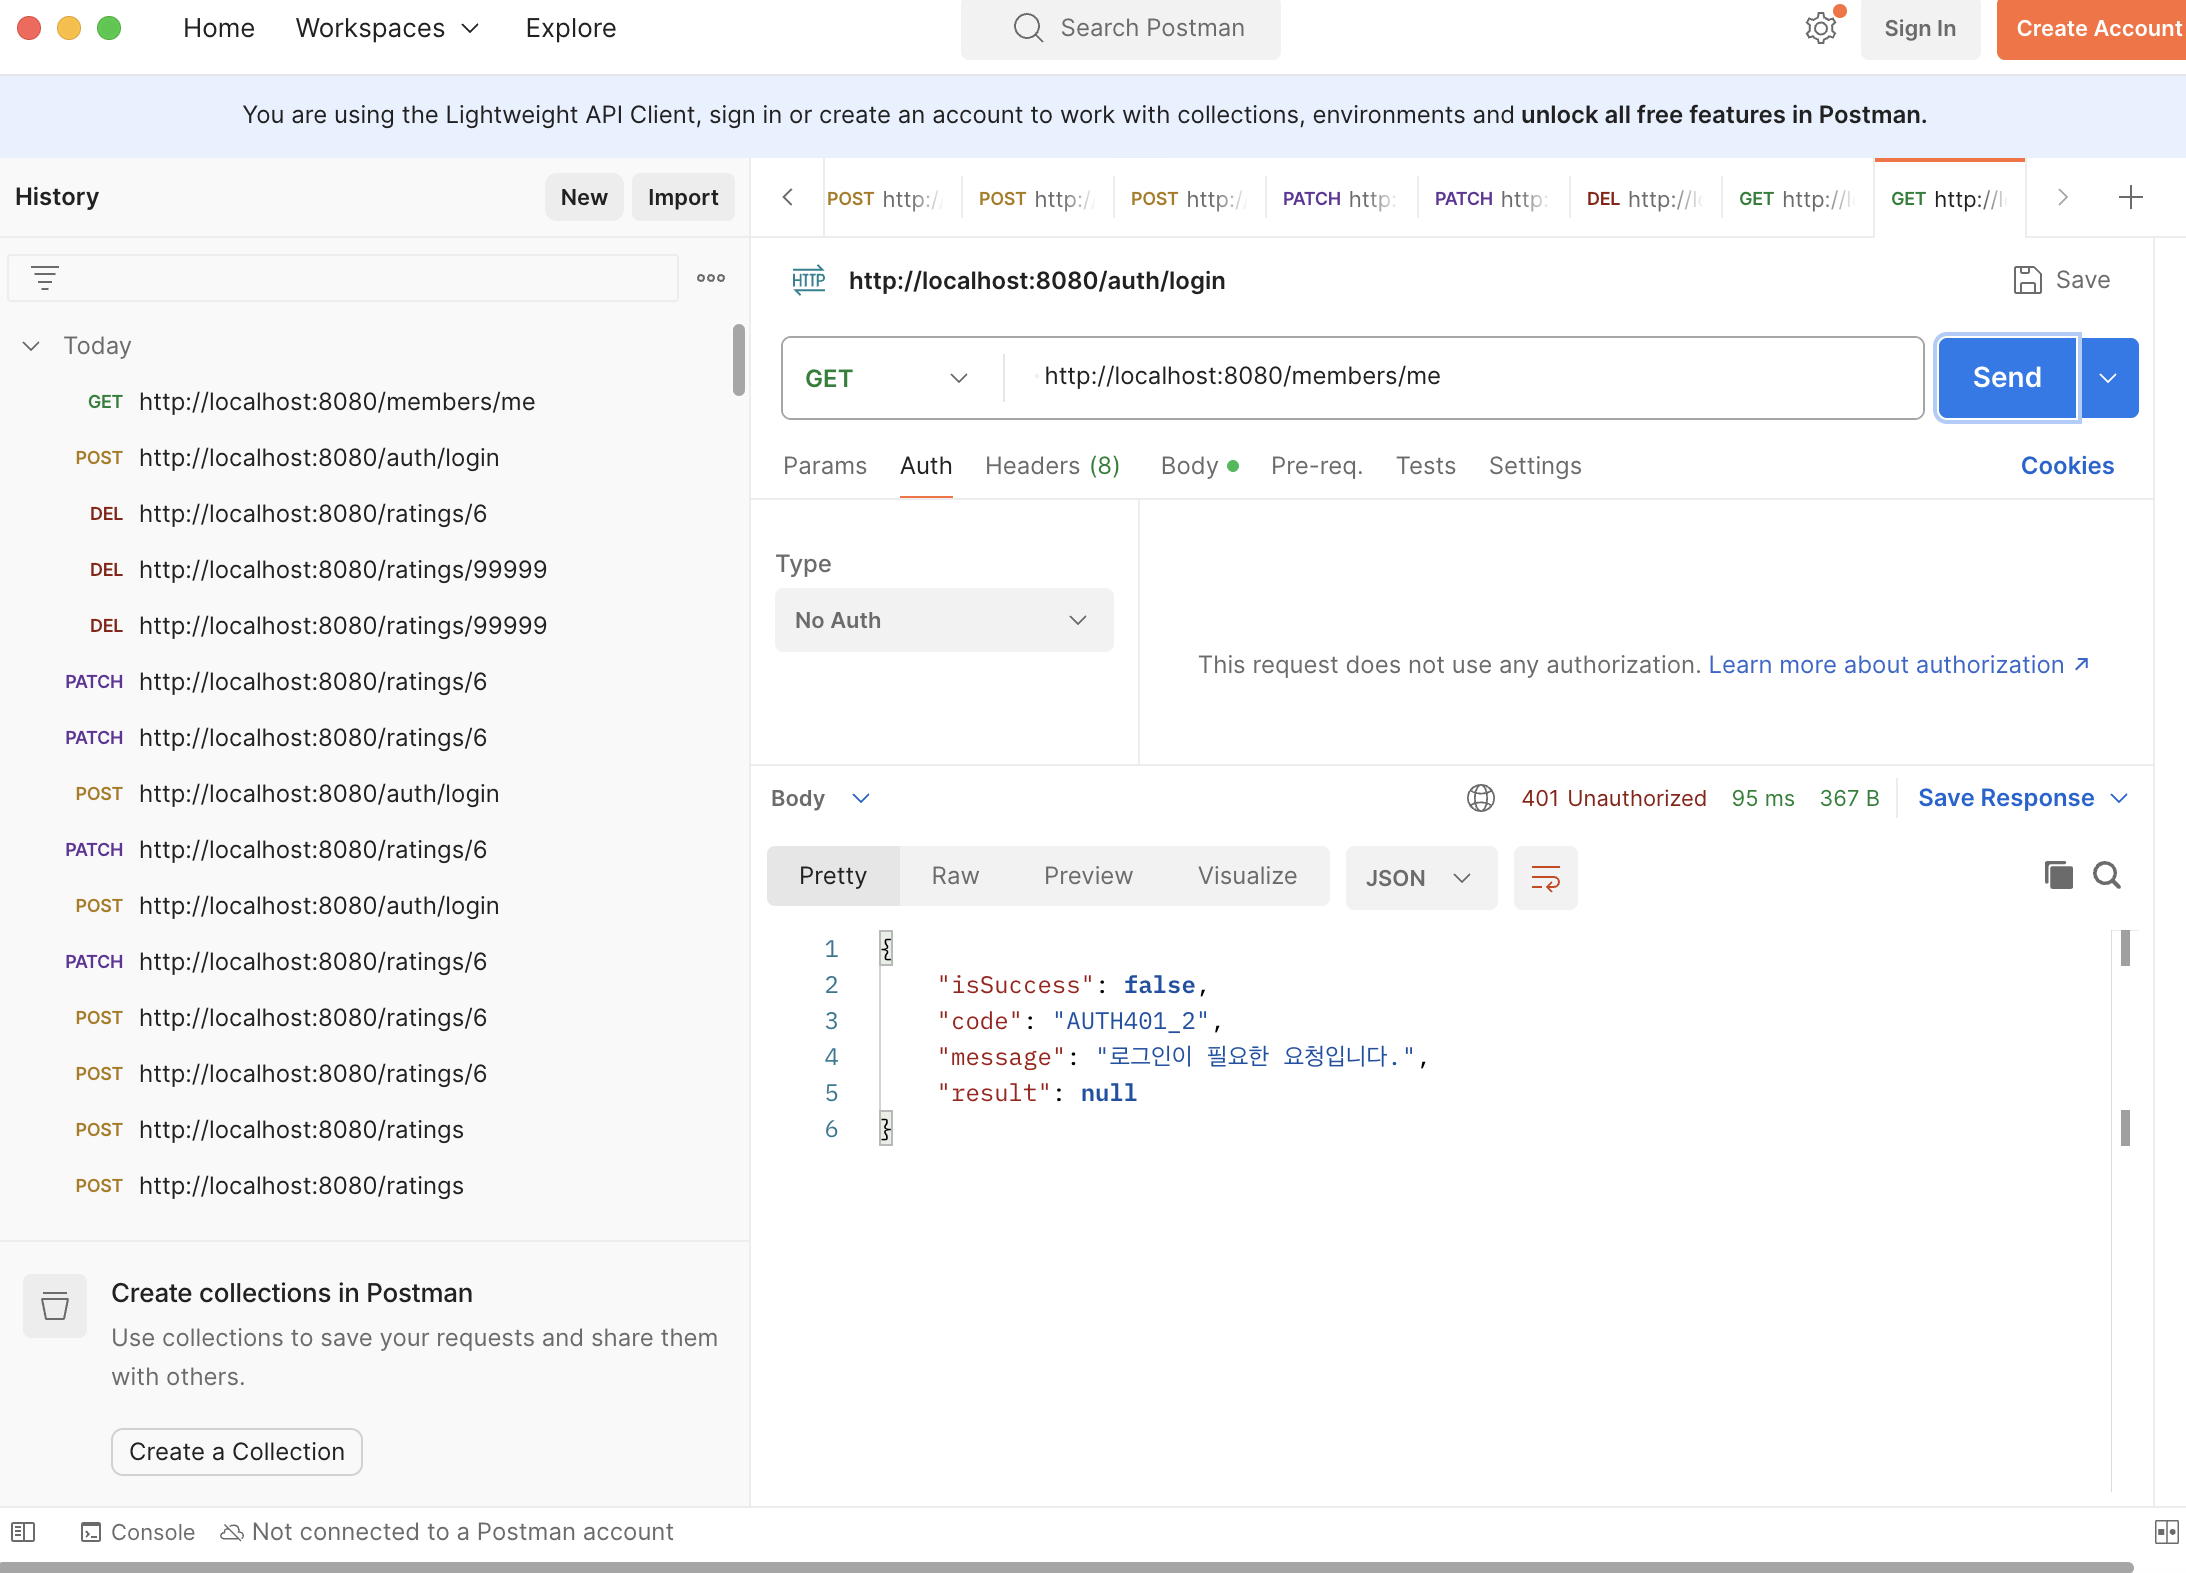 Home Workspaces Explore Search Postman Sign In Create Account
You are using the Lightweight API Client, sign in or create an account to work with collections, environments and unlock all free features in Postman.
History New Import
POST http:/ POST http:/ POST http:/ PATCH http: PATCH http: DEL http://l GET http://l GET http://l
HTTP http://localhost:8080/auth/login Save
GET http://localhost:8080/members/me Send
Params Auth Headers (8) Body Pre-req. Tests Settings Cookies
Type
No Auth
This request does not use any authorization. Learn more about authorization ↗
Today
GET http://localhost:8080/members/me
POST http://localhost:8080/auth/login
DEL http://localhost:8080/ratings/6
DEL http://localhost:8080/ratings/99999
DEL http://localhost:8080/ratings/99999
PATCH http://localhost:8080/ratings/6
PATCH http://localhost:8080/ratings/6
POST http://localhost:8080/auth/login
PATCH http://localhost:8080/ratings/6
POST http://localhost:8080/auth/login
PATCH http://localhost:8080/ratings/6
POST http://localhost:8080/ratings/6
POST http://localhost:8080/ratings/6
POST http://localhost:8080/ratings
POST http://localhost:8080/ratings
Body 401 Unauthorized 95 ms 367 B Save Response
Pretty Raw Preview Visualize JSON
1 {
2 "isSuccess": false,
3 "code": "AUTH401_2",
4 "message": "로그인이 필요한 요청입니다.",
5 "result": null
6 }
Create collections in Postman
Use collections to save your requests and share them
with others.
Create a Collection
Console Not connected to a Postman account